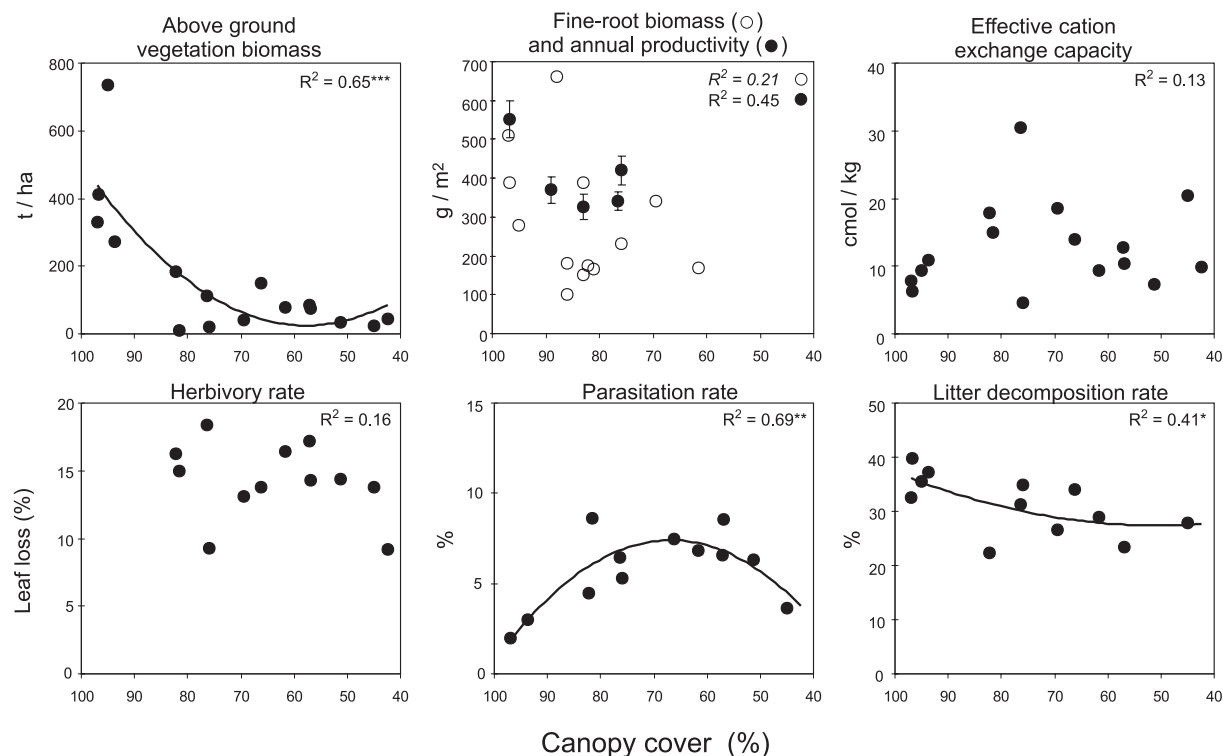 Above ground
vegetation biomass
R² = 0.65***
t / ha
800
600
400
200
0
100 90 80 70 60 50 40
Fine-root biomass (○)
and annual productivity (●)
R² = 0.21 ○
R² = 0.45 ●
g / m²
700
600
500
400
300
200
100
0
100 90 80 70 60 50 40
Effective cation
exchange capacity
R² = 0.13
cmol / kg
40
30
20
10
0
100 90 80 70 60 50 40
Herbivory rate
R² = 0.16
Leaf loss (%)
20
15
10
5
0
100 90 80 70 60 50 40
Parasitation rate
R² = 0.69**
%
15
10
5
0
100 90 80 70 60 50 40
Litter decomposition rate
R² = 0.41*
%
50
40
30
20
10
0
100 90 80 70 60 50 40
Canopy cover (%)